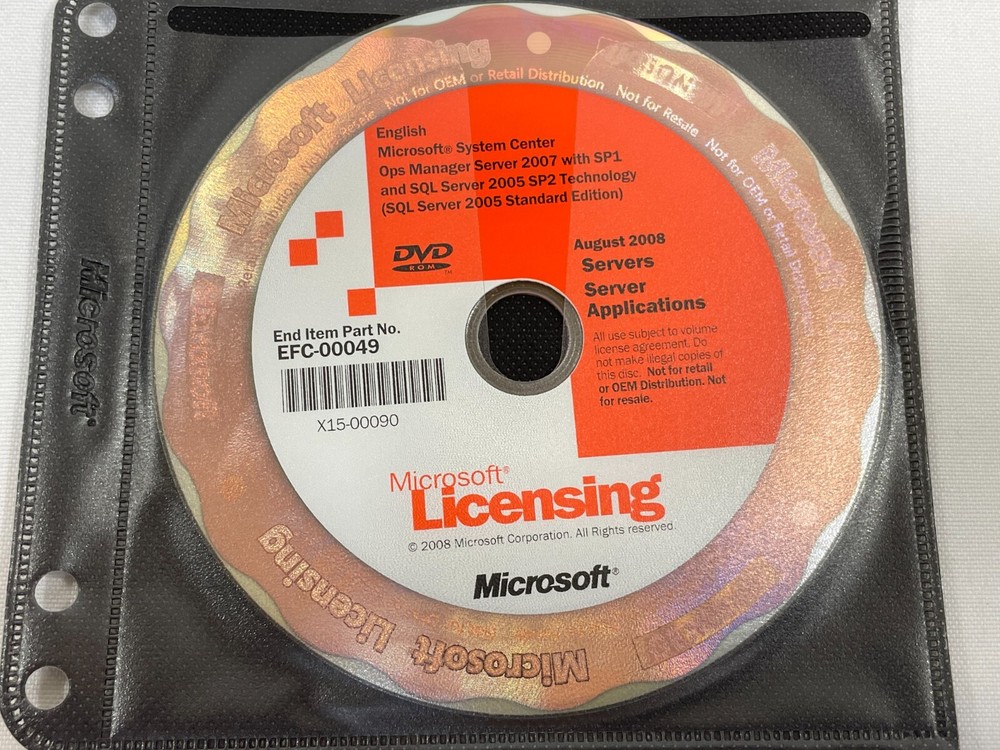 Microsoft Licensing
Not for OEM or Retail Distribution Not for Resale Not for OEM or Retail Distribution
English
Microsoft® System Center
Ops Manager Server 2007 with SP1
and SQL Server 2005 SP2 Technology
(SQL Server 2005 Standard Edition)
DVD
ROM
TM
August 2008
Servers
Server
Applications
All use subject to volume
license agreement. Do
not make illegal copies of
this disc. Not for retail
or OEM Distribution. Not
for resale.
End Item Part No.
EFC-00049
X15-00090
Microsoft®
Licensing
© 2008 Microsoft Corporation. All Rights reserved.
Microsoft®
Microsoft Licensing
Microsoft
Microsoft®